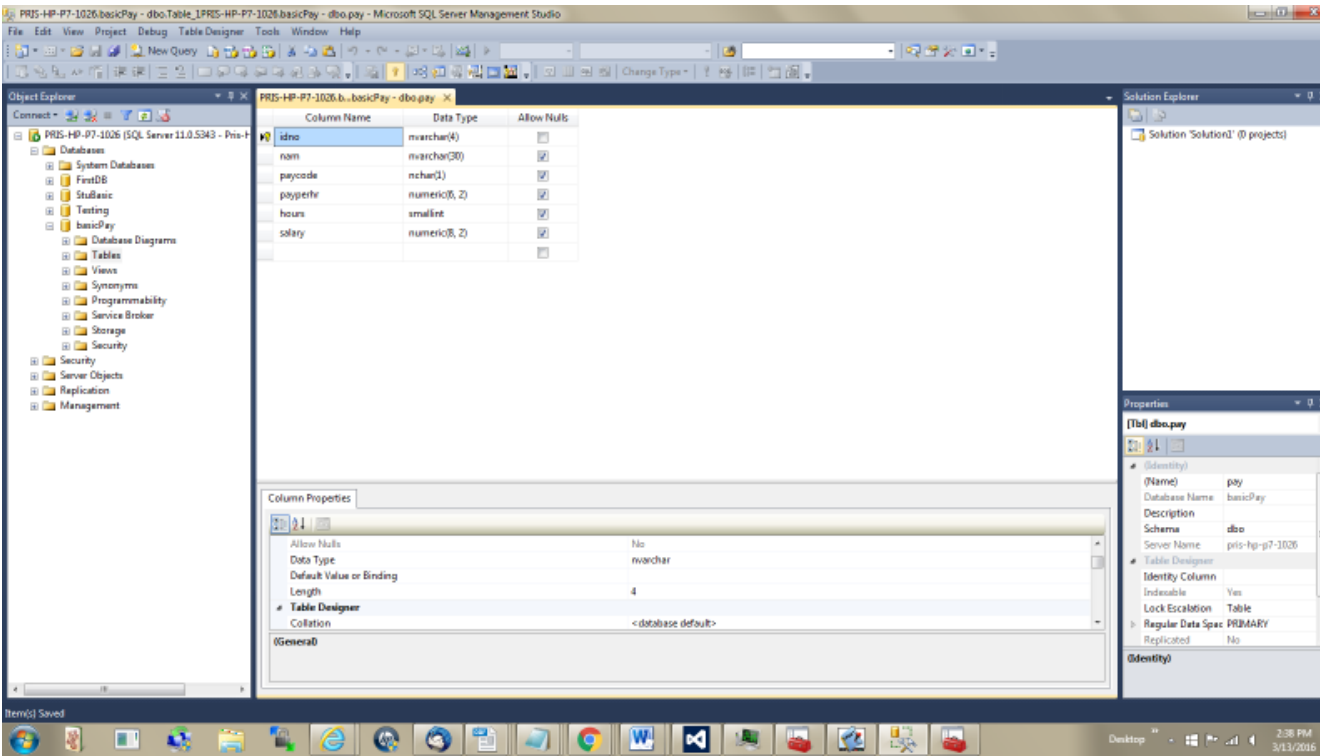 PRIS-HP-P7-1026.basicPay - dbo.Table_1PRIS-HP-P7-1026.basicPay - dbo.pay - Microsoft SQL Server Management Studio
File Edit View Project Debug Table Designer Tools Window Help
New Query
Change Type
Object Explorer
Connect
PRIS-HP-P7-1026 (SQL Server 11.0.5343 - Pris-H
Databases
System Databases
FirstDB
StuBasic
Testing
basicPay
Database Diagrams
Tables
Views
Synonyms
Programmability
Service Broker
Storage
Security
Security
Server Objects
Replication
Management
PRIS-HP-P7-1026.b...basicPay - dbo.pay
Column Name Data Type Allow Nulls
idno nvarchar(4)
nam nvarchar(30)
paycode nchar(1)
payperhr numeric(6, 2)
hours smallint
salary numeric(8, 2)
Column Properties
Allow Nulls No
Data Type nvarchar
Default Value or Binding
Length 4
Table Designer
Collation <database default>
(General)
Solution Explorer
Solution 'Solution1' (0 projects)
Properties
[Tbl] dbo.pay
(Identity)
(Name) pay
Database Name basicPay
Description
Schema dbo
Server Name pris-hp-p7-1026
Table Designer
Identity Column
Indexable Yes
Lock Escalation Table
Regular Data Spac PRIMARY
Replicated No
(Identity)
Item(s) Saved
Desktop
2:38 PM
3/13/2016